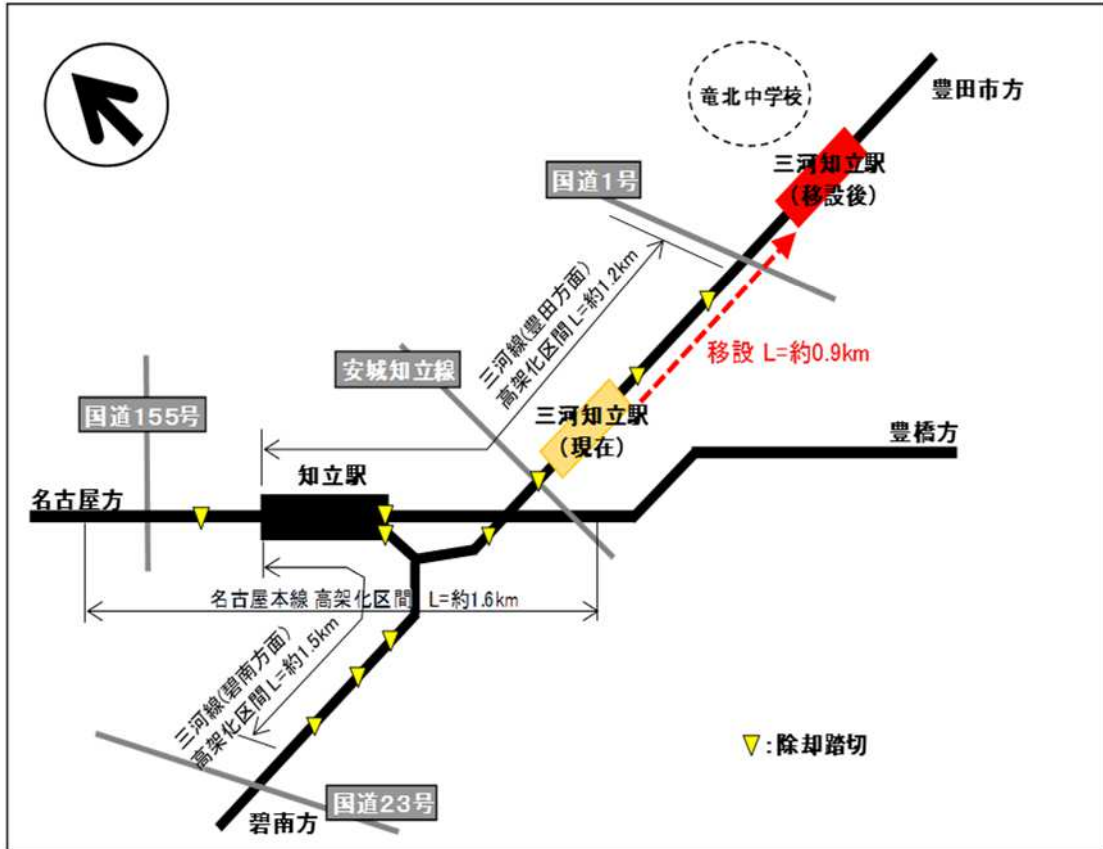 竜北中学校
豊田市方
三河知立駅
(移設後)
国道1号
三河線(豊田方面)
高架化区間 L=約1.2km
移設 L=約0.9km
安城知立線
国道155号
三河知立駅
(現在)
豊橋方
知立駅
名古屋方
名古屋本線 高架化区間 L=約1.6km
三河線(碧南方面)
高架化区間 L=約1.5km
▽:除却踏切
国道23号
碧南方